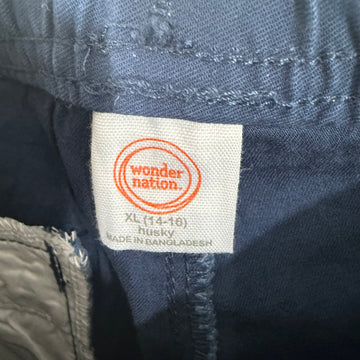 wonder
nation.
XL (14-16)
husky
MADE IN BANGLADESH